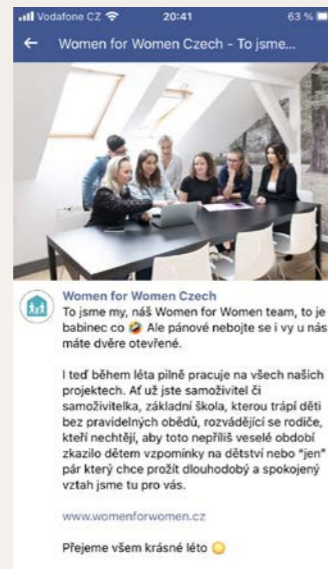 Vodafone CZ 20:41 63 %
Women for Women Czech - To jsme...
Women for Women Czech
To jsme my, náš Women for Women team, to je
babinec co 🤣 Ale pánové nebojte se i vy u nás
máte dveře otevřené.
I teď během léta pilně pracuje na všech našich
projektech. Ať už jste samoživitel či
samoživitelka, základní škola, kterou trápí děti
bez pravidelných obědů, rozvádějící se rodiče,
kteří nechtějí, aby toto nepříliš veselé období
zkazilo dětem vzpomínky na dětství nebo "jen"
pár který chce prožít dlouhodobý a spokojený
vztah jsme tu pro vás.
www.womenforwomen.cz
Přejeme všem krásné léto 🙂